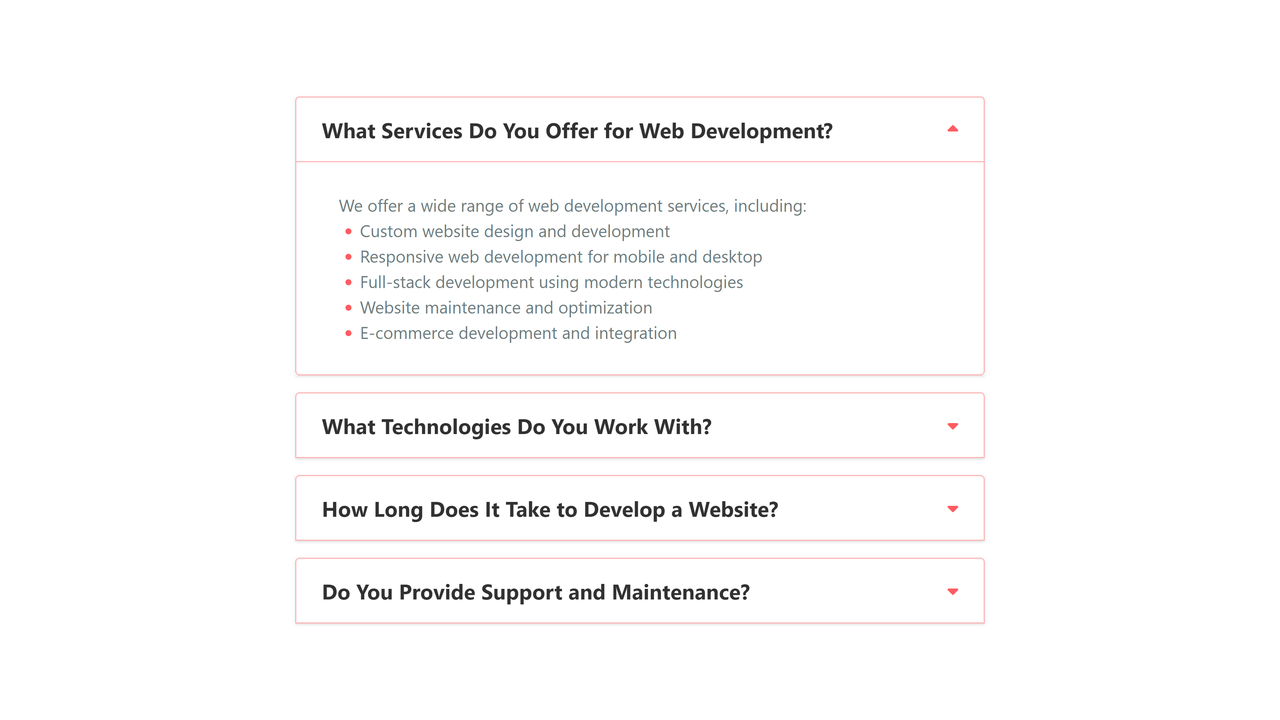 What Services Do You Offer for Web Development?
We offer a wide range of web development services, including:
Custom website design and development
Responsive web development for mobile and desktop
Full-stack development using modern technologies
Website maintenance and optimization
E-commerce development and integration
What Technologies Do You Work With?
How Long Does It Take to Develop a Website?
Do You Provide Support and Maintenance?